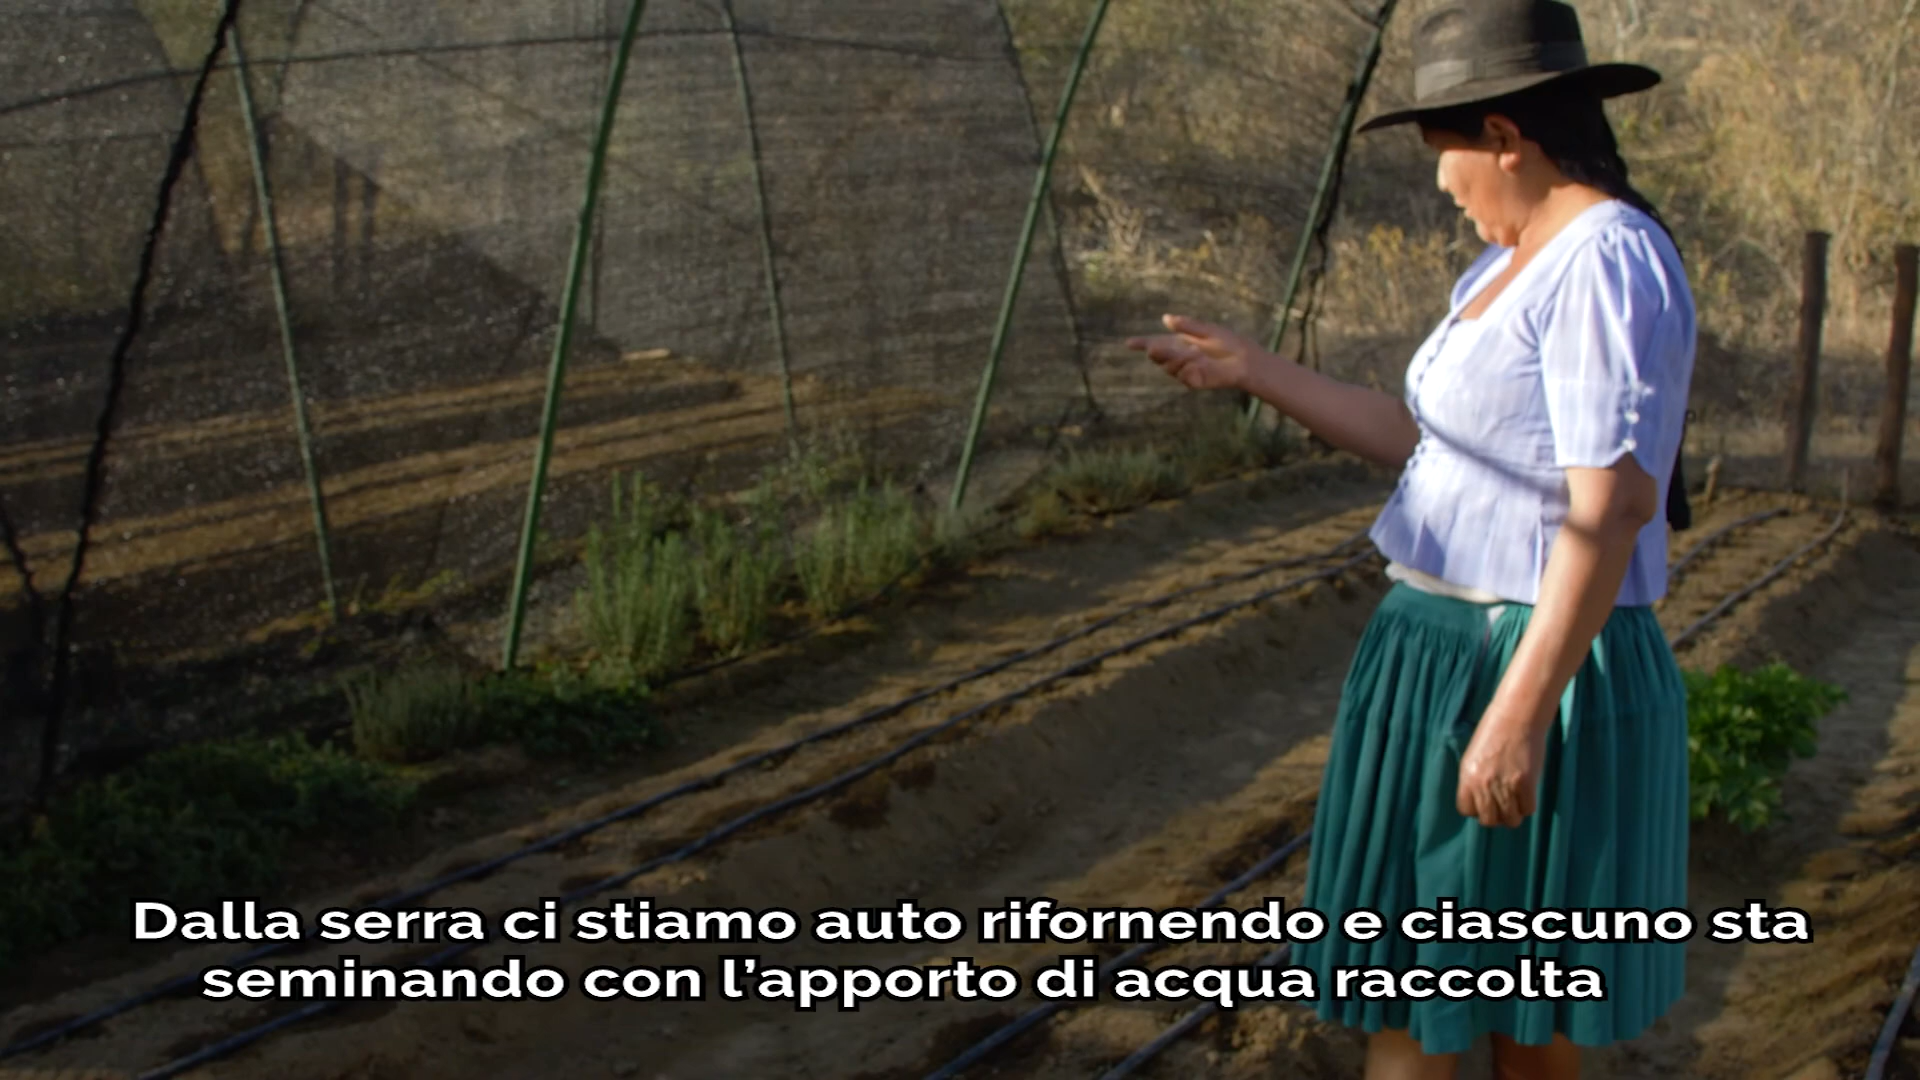 Dalla serra ci stiamo auto rifornendo e ciascuno sta
seminando con l’apporto di acqua raccolta